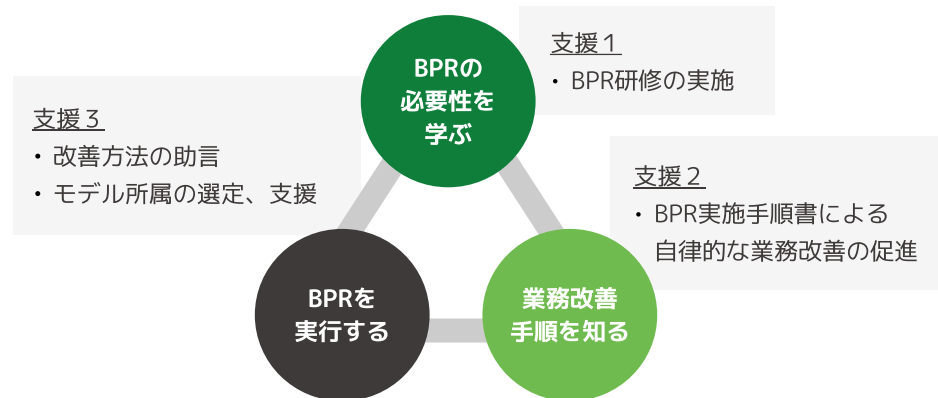 BPRの
必要性を
学ぶ
支援１
・ BPR研修の実施
支援２
・ BPR実施手順書による
自律的な業務改善の促進
支援３
・ 改善方法の助言
・ モデル所属の選定、支援
BPRを
実行する
業務改善
手順を知る